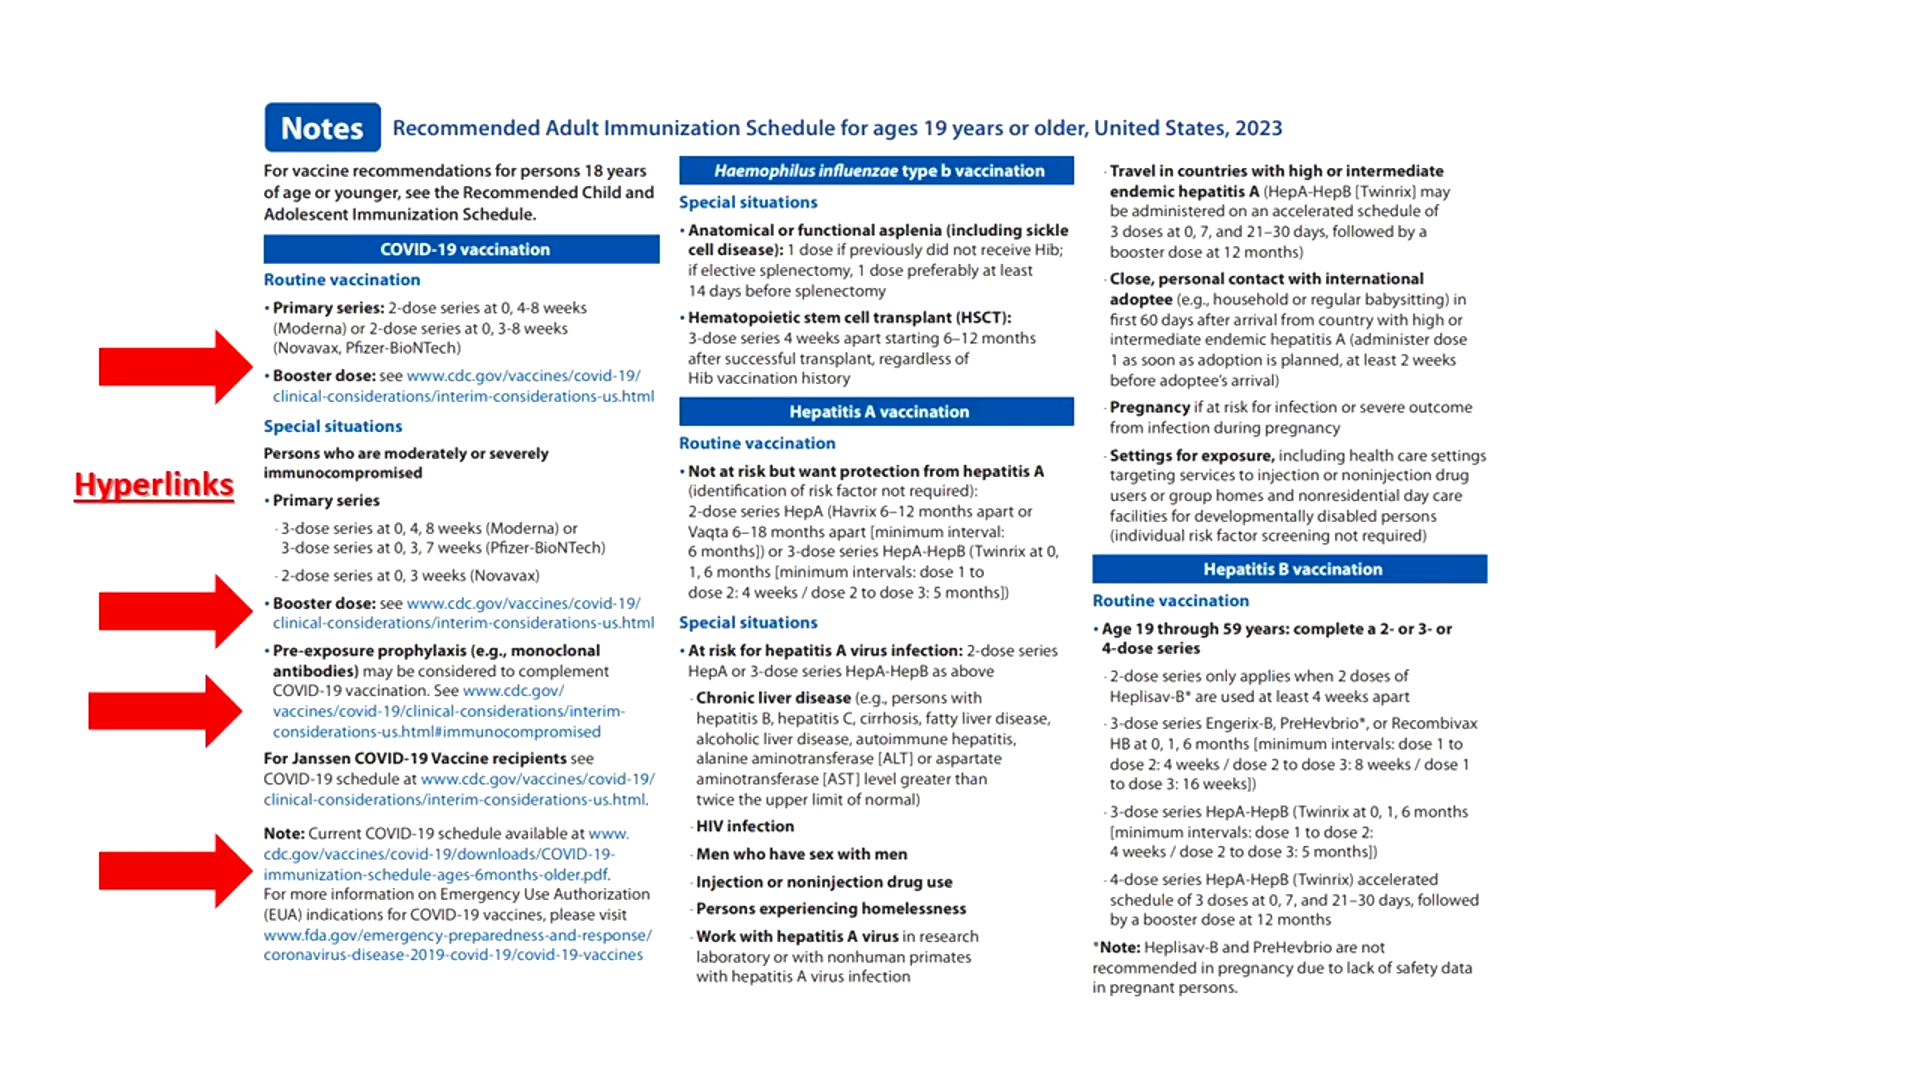 Notes Recommended Adult Immunization Schedule for ages 19 years or older, United States, 2023
For vaccine recommendations for persons 18 years
of age or younger, see the Recommended Child and
Adolescent Immunization Schedule.
COVID-19 vaccination
Routine vaccination
• Primary series: 2-dose series at 0, 4-8 weeks
(Moderna) or 2-dose series at 0, 3-8 weeks
(Novavax, Pfizer-BioNTech)
• Booster dose: see www.cdc.gov/vaccines/covid-19/
clinical-considerations/interim-considerations-us.html
Special situations
Persons who are moderately or severely
immunocompromised
Hyperlinks
• Primary series
- 3-dose series at 0, 4, 8 weeks (Moderna) or
3-dose series at 0, 3, 7 weeks (Pfizer-BioNTech)
- 2-dose series at 0, 3 weeks (Novavax)
• Booster dose: see www.cdc.gov/vaccines/covid-19/
clinical-considerations/interim-considerations-us.html
• Pre-exposure prophylaxis (e.g., monoclonal
antibodies) may be considered to complement
COVID-19 vaccination. See www.cdc.gov/
vaccines/covid-19/clinical-considerations/interim-
considerations-us.html#immunocompromised
For Janssen COVID-19 Vaccine recipients see
COVID-19 schedule at www.cdc.gov/vaccines/covid-19/
clinical-considerations/interim-considerations-us.html.
Note: Current COVID-19 schedule available at www.
cdc.gov/vaccines/covid-19/downloads/COVID-19-
immunization-schedule-ages-6months-older.pdf.
For more information on Emergency Use Authorization
(EUA) indications for COVID-19 vaccines, please visit
www.fda.gov/emergency-preparedness-and-response/
coronavirus-disease-2019-covid-19/covid-19-vaccines
Haemophilus influenzae type b vaccination
Special situations
• Anatomical or functional asplenia (including sickle
cell disease): 1 dose if previously did not receive Hib;
if elective splenectomy, 1 dose preferably at least
14 days before splenectomy
• Hematopoietic stem cell transplant (HSCT):
3-dose series 4 weeks apart starting 6–12 months
after successful transplant, regardless of
Hib vaccination history
Hepatitis A vaccination
Routine vaccination
• Not at risk but want protection from hepatitis A
(identification of risk factor not required):
2-dose series HepA (Havrix 6–12 months apart or
Vaqta 6–18 months apart [minimum interval:
6 months]) or 3-dose series HepA-HepB (Twinrix at 0,
1, 6 months [minimum intervals: dose 1 to
dose 2: 4 weeks / dose 2 to dose 3: 5 months])
Special situations
• At risk for hepatitis A virus infection: 2-dose series
HepA or 3-dose series HepA-HepB as above
- Chronic liver disease (e.g., persons with
hepatitis B, hepatitis C, cirrhosis, fatty liver disease,
alcoholic liver disease, autoimmune hepatitis,
alanine aminotransferase [ALT] or aspartate
aminotransferase [AST] level greater than
twice the upper limit of normal)
- HIV infection
- Men who have sex with men
- Injection or noninjection drug use
- Persons experiencing homelessness
- Work with hepatitis A virus in research
laboratory or with nonhuman primates
with hepatitis A virus infection
- Travel in countries with high or intermediate
endemic hepatitis A (HepA-HepB [Twinrix] may
be administered on an accelerated schedule of
3 doses at 0, 7, and 21–30 days, followed by a
booster dose at 12 months)
- Close, personal contact with international
adoptee (e.g., household or regular babysitting) in
first 60 days after arrival from country with high or
intermediate endemic hepatitis A (administer dose
1 as soon as adoption is planned, at least 2 weeks
before adoptee's arrival)
- Pregnancy if at risk for infection or severe outcome
from infection during pregnancy
- Settings for exposure, including health care settings
targeting services to injection or noninjection drug
users or group homes and nonresidential day care
facilities for developmentally disabled persons
(individual risk factor screening not required)
Hepatitis B vaccination
Routine vaccination
• Age 19 through 59 years: complete a 2- or 3- or
4-dose series
- 2-dose series only applies when 2 doses of
Heplisav-B* are used at least 4 weeks apart
- 3-dose series Engerix-B, PreHevbrio*, or Recombivax
HB at 0, 1, 6 months [minimum intervals: dose 1 to
dose 2: 4 weeks / dose 2 to dose 3: 8 weeks / dose 1
to dose 3: 16 weeks])
- 3-dose series HepA-HepB (Twinrix at 0, 1, 6 months
[minimum intervals: dose 1 to dose 2:
4 weeks / dose 2 to dose 3: 5 months])
- 4-dose series HepA-HepB (Twinrix) accelerated
schedule of 3 doses at 0, 7, and 21–30 days, followed
by a booster dose at 12 months
*Note: Heplisav-B and PreHevbrio are not
recommended in pregnancy due to lack of safety data
in pregnant persons.